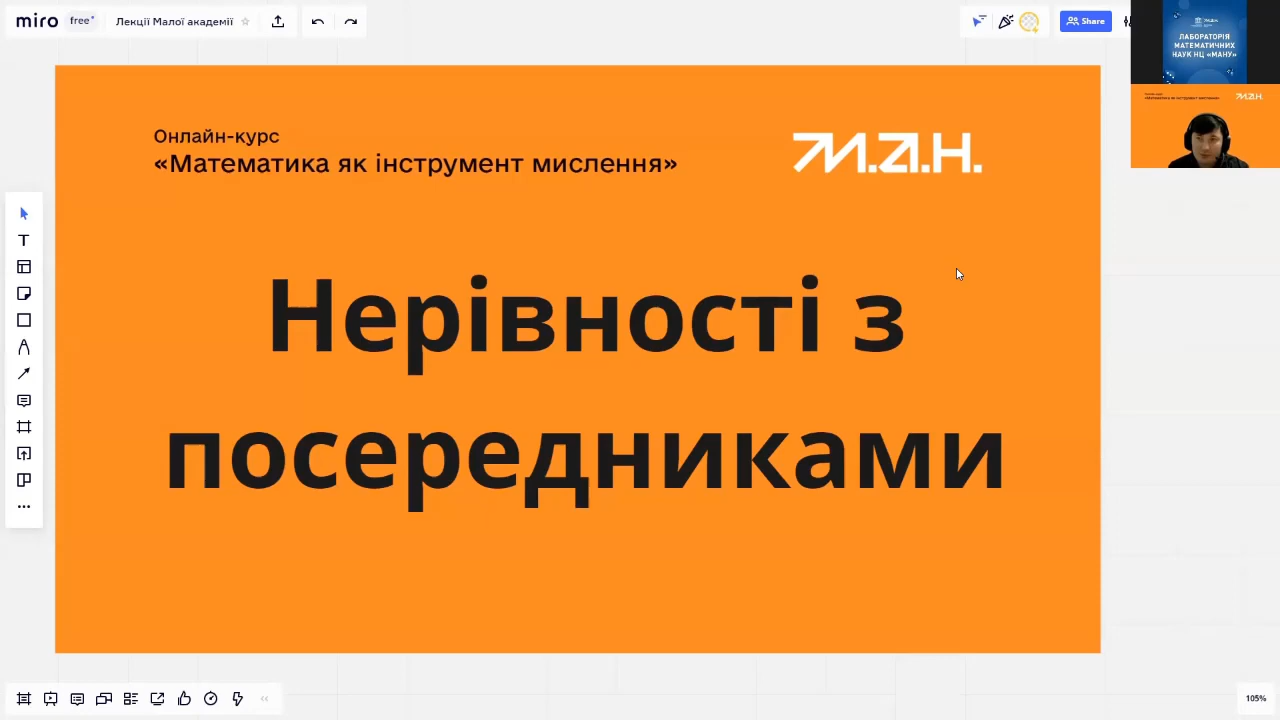 miro free
Лекції Малої академії
Share
ЛАБОРАТОРІЯ
МАТЕМАТИЧНИХ
НАУК НЦ «МАНУ»
Онлайн-курс
«Математика як інструмент мислення»
М.А.Н.
Нерівності з
посередниками
105%